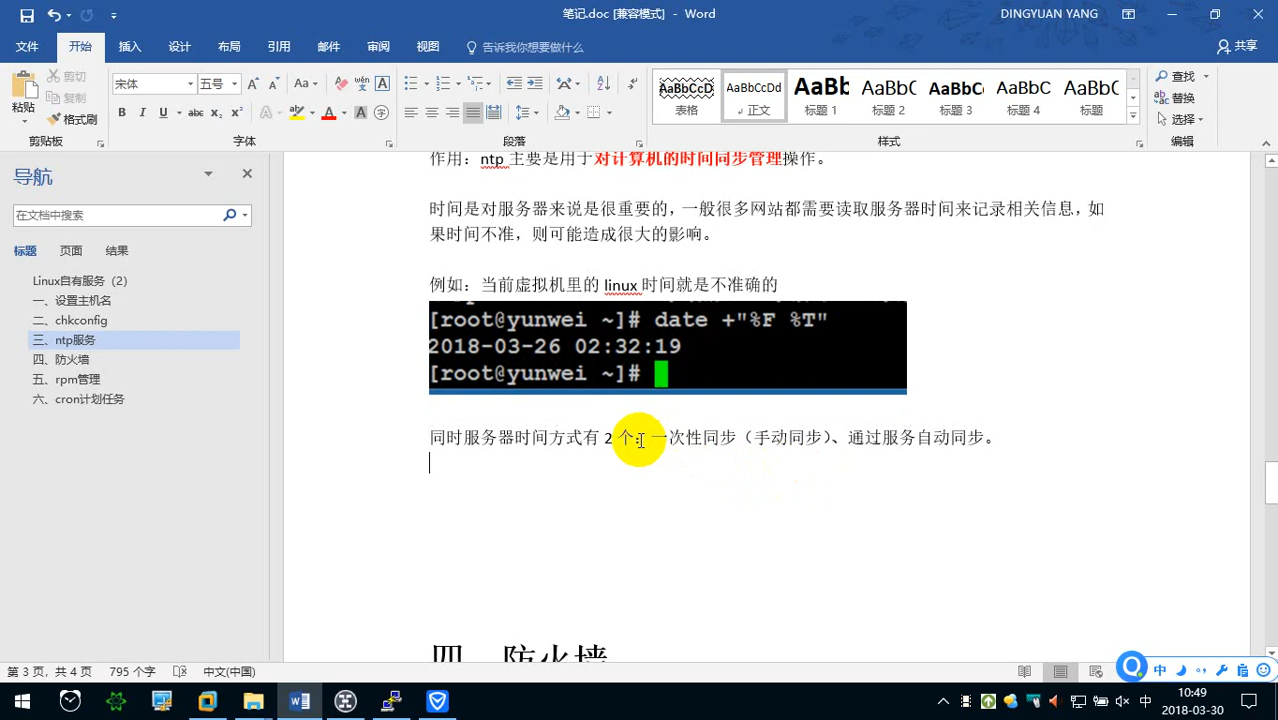 笔记.doc [兼容模式] - Word
DINGYUAN YANG
文件 开始 插入 设计 布局 引用 邮件 审阅 视图 告诉我你想要做什么 共享
粘贴 剪切 复制 格式刷
宋体 五号
AaBbCcD AaBbCcDd AaBb AaBbC AaBbC AaBbC AaBbC
表格 正文 标题 1 标题 2 标题 3 标题 4 标题
查找 替换 选择
剪贴板 字体 段落 样式 编辑
导航
在文档中搜索
标题 页面 结果
Linux自有服务（2）
一、设置主机名
二、chkconfig
三、ntp服务
四、防火墙
五、rpm管理
六、cron计划任务
作用：ntp 主要是用于对计算机的时间同步管理操作。
时间是对服务器来说是很重要的，一般很多网站都需要读取服务器时间来记录相关信息，如
果时间不准，则可能造成很大的影响。
例如：当前虚拟机里的 linux 时间就是不准确的
[root@yunwei ~]# date +"%F %T"
2018-03-26 02:32:19
[root@yunwei ~]#
同时服务器时间方式有 2 个：一次性同步（手动同步）、通过服务自动同步。
四、防火墙
第 3 页，共 4 页 795 个字 中文(中国)
中
中 10:49
2018-03-30